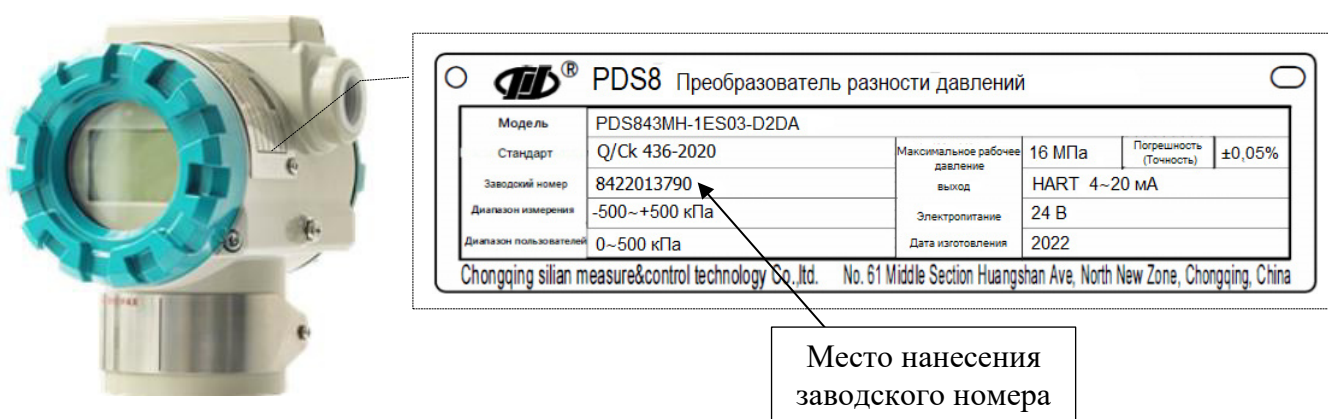 ® PDS8 Преобразователь разности давлений
Модель PDS843MH-1ES03-D2DA
Стандарт Q/Ck 436-2020 Максимальное рабочее давление 16 МПа Погрешность (Точность) ±0,05%
Заводский номер 8422013790 выход HART 4~20 мА
Диапазон измерения -500~+500 кПа Электропитание 24 В
Диапазон пользователей 0~500 кПа Дата изготовления 2022
Chongqing silian measure&control technology Co.,ltd. No. 61 Middle Section Huangshan Ave, North New Zone, Chongqing, China
Место нанесения
заводского номера